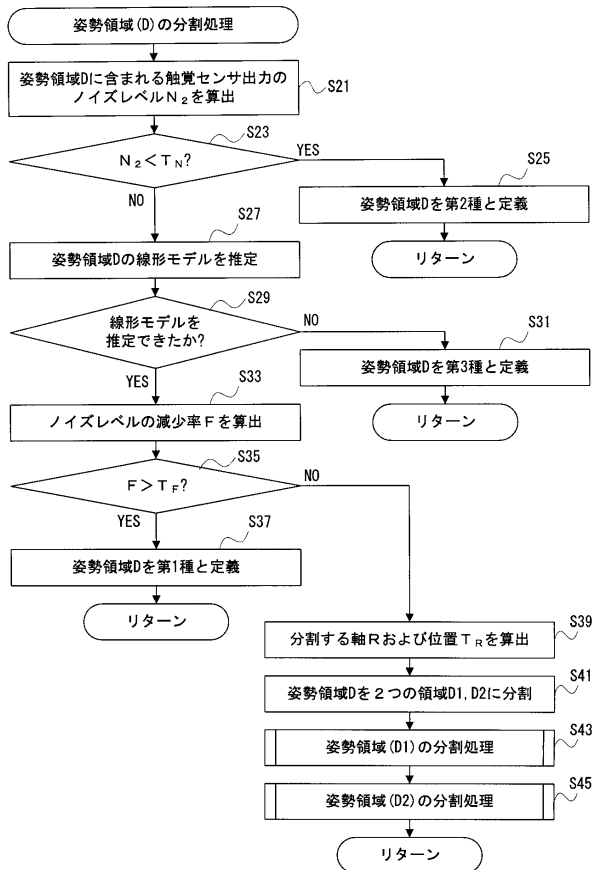 姿勢領域(D)の分割処理
姿勢領域Dに含まれる触覚センサ出力の
ノイズレベルN₂を算出
S21
S23
N₂<T_N?
YES
NO
S25
姿勢領域Dを第2種と定義
リターン
S27
姿勢領域Dの線形モデルを推定
S29
線形モデルを
推定できたか?
NO
YES
S31
姿勢領域Dを第3種と定義
リターン
S33
ノイズレベルの減少率Fを算出
S35
F>T_F?
NO
YES
S37
姿勢領域Dを第1種と定義
リターン
S39
分割する軸Rおよび位置T_Rを算出
S41
姿勢領域Dを2つの領域D1,D2に分割
S43
姿勢領域(D1)の分割処理
S45
姿勢領域(D2)の分割処理
リターン